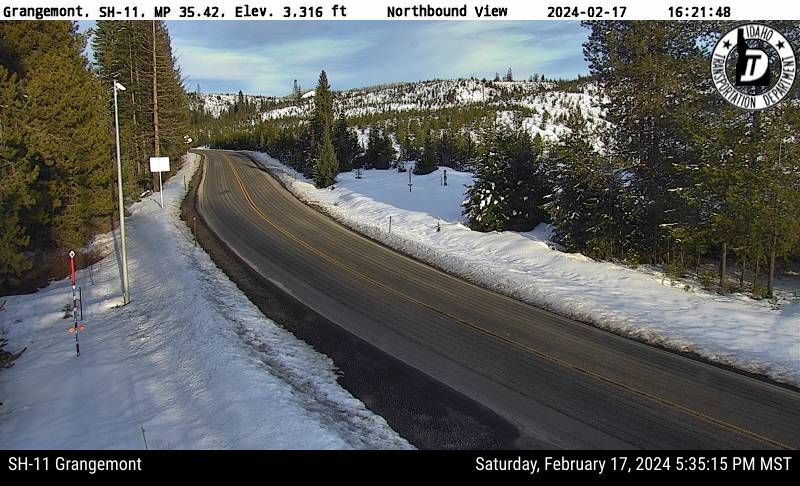 Grangemont, SH-11, MP 35.42, Elev. 3,316 ft Northbound View 2024-02-17 16:21:48
IDAHO
TRANSPORTATION DEPARTMENT
SH-11 Grangemont Saturday, February 17, 2024 5:35:15 PM MST